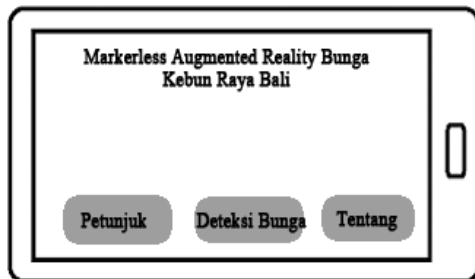 Markerless Augmented Reality Bunga
Kebun Raya Bali
Petunjuk Deteksi Bunga Tentang